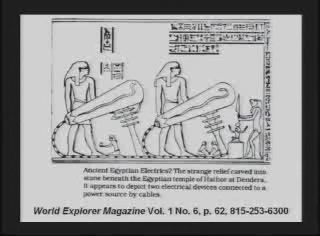 Ancient Egyptian Electrics? The strange relief carved into
stone beneath the Egyptian temple of Hathor at Dendera.
It appears to depict two electrical devices connected to a
power source by cables.
World Explorer Magazine Vol. 1 No. 6, p. 62, 815-253-6300